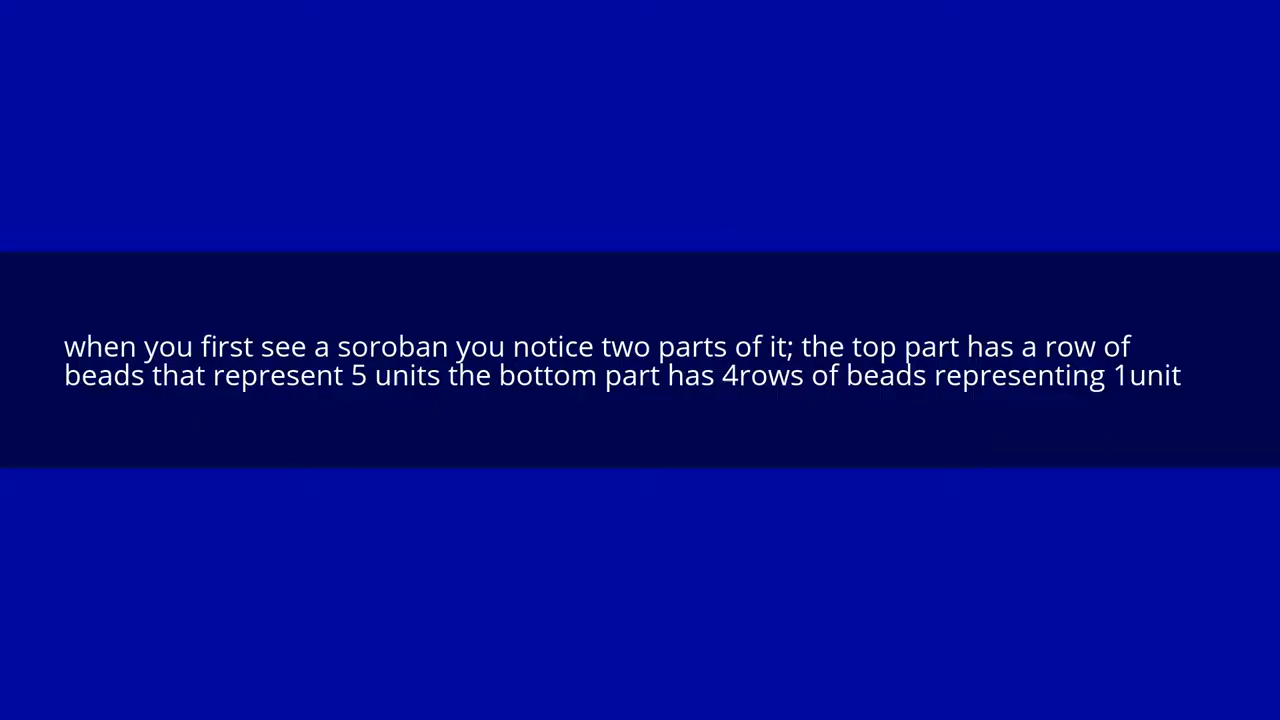 when you first see a soroban you notice two parts of it; the top part has a row of
beads that represent 5 units the bottom part has 4rows of beads representing 1unit